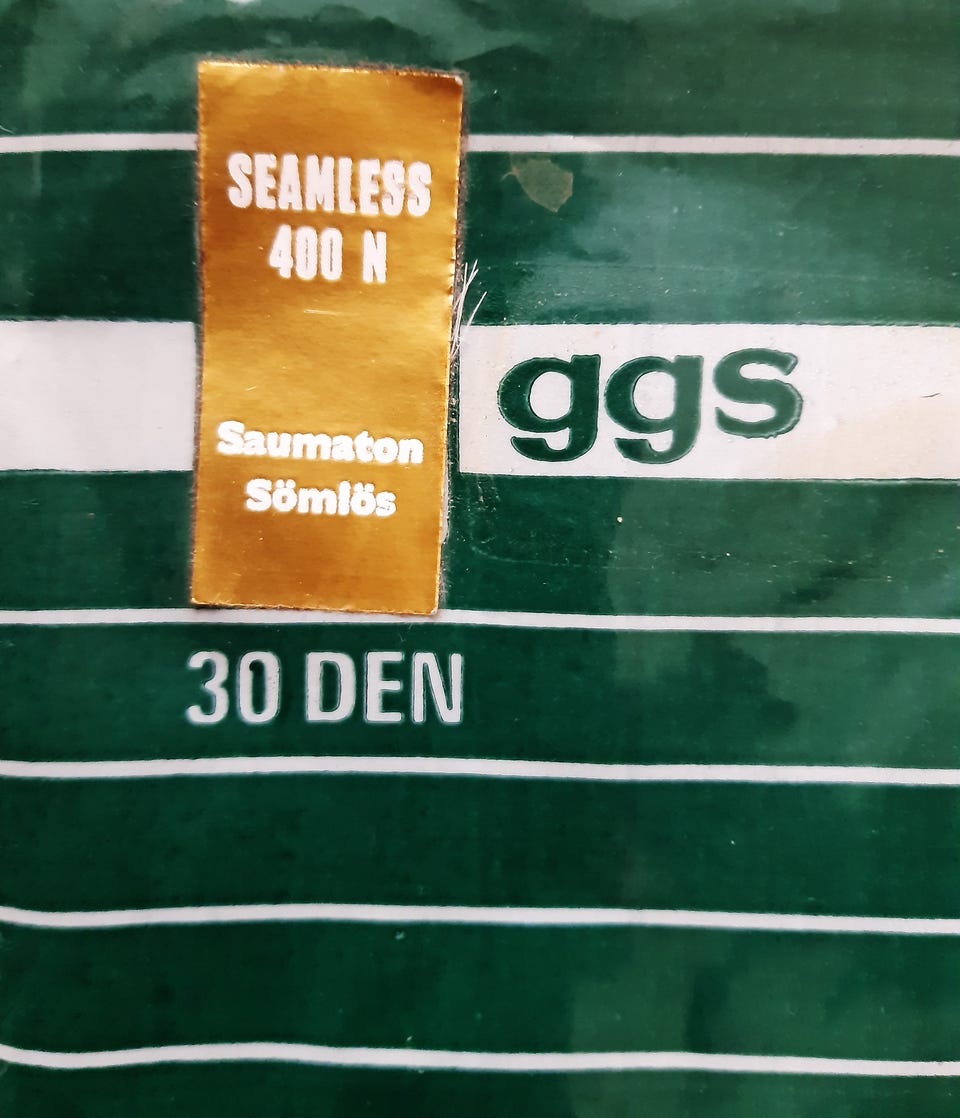 SEAMLESS
400 N
ggs
Saumaton
Sömlös
30 DEN